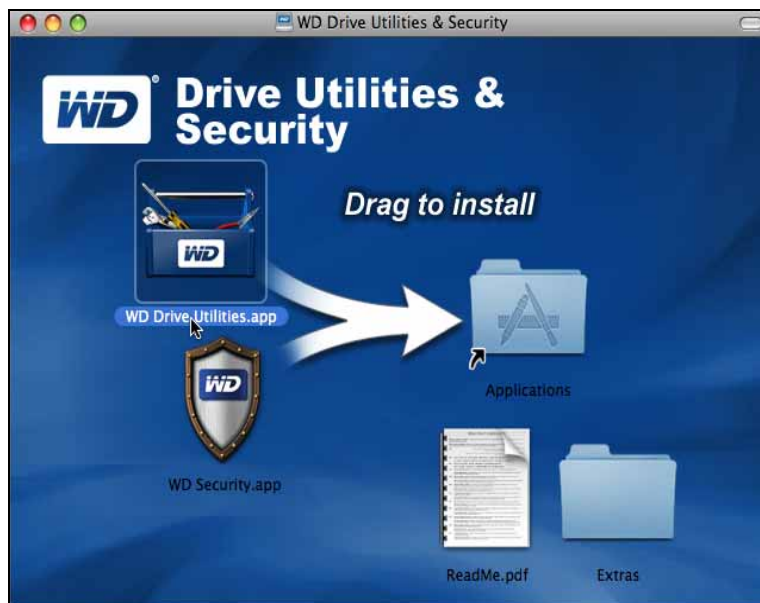 WD Drive Utilities & Security
WD
Drive Utilities &
Security
Drag to install
WD
WD Drive Utilities.app
WD
Applications
WD Security.app
ReadMe.pdf
Extras